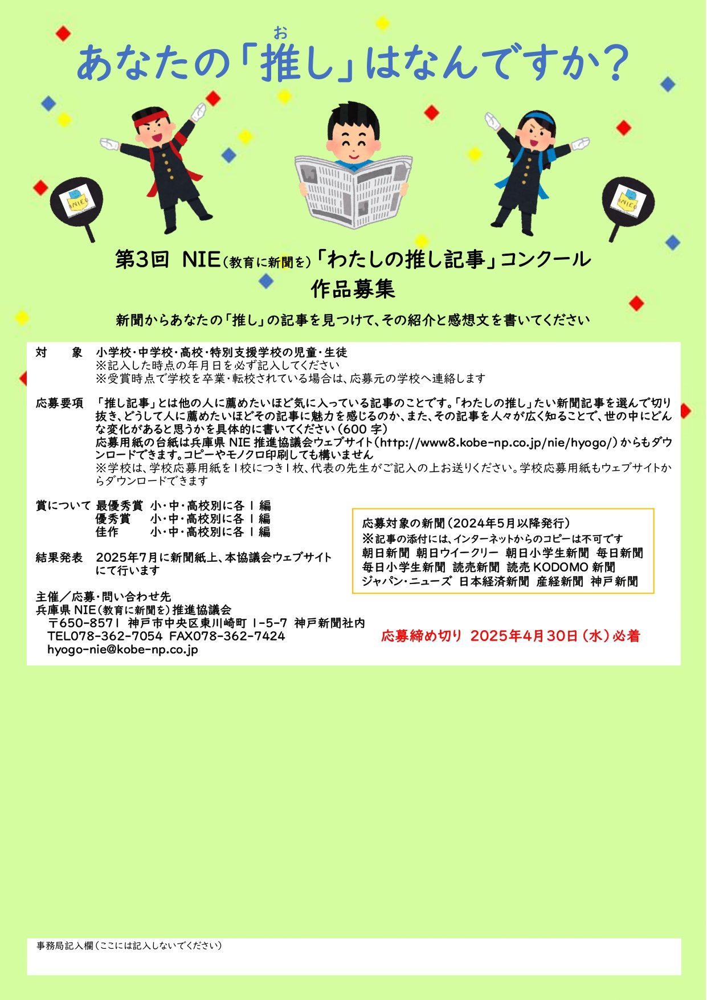 お
あなたの「推し」はなんですか？
NIE
NIE
第3回 NIE（教育に新聞を）「わたしの推し記事」コンクール
作品募集
新聞からあなたの「推し」の記事を見つけて、その紹介と感想文を書いてください
対　象　小学校・中学校・高校・特別支援学校の児童・生徒
※記入した時点の年月日を必ず記入してください
※受賞時点で学校を卒業・転校されている場合は、応募元の学校へ連絡します
応募要項　「推し記事」とは他の人に薦めたいほど気に入っている記事のことです。「わたしの推し」たい新聞記事を選んで切り
抜き、どうして人に薦めたいほどその記事に魅力を感じるのか、また、その記事を人々が広く知ることで、世の中にどん
な変化があると思うかを具体的に書いてください（600 字）
応募用紙の台紙は兵庫県 NIE 推進協議会ウェブサイト（http://www8.kobe-np.co.jp/nie/hyogo/）からもダウ
ンロードできます。コピーやモノクロ印刷しても構いません
※学校は、学校応募用紙を1校につき1枚、代表の先生がご記入の上お送りください。学校応募用紙もウェブサイトか
らダウンロードできます
賞について 最優秀賞 小・中・高校別に各 1 編
優秀賞 小・中・高校別に各 1 編
佳作 小・中・高校別に各 1 編
結果発表　2025年7月に新聞紙上、本協議会ウェブサイト
にて行います
応募対象の新聞（2024年5月以降発行）
※記事の添付には、インターネットからのコピーは不可です
朝日新聞 朝日ウイークリー 朝日小学生新聞 毎日新聞
毎日小学生新聞 読売新聞 読売 KODOMO 新聞
ジャパン・ニューズ 日本経済新聞 産経新聞 神戸新聞
主催／応募・問い合わせ先
兵庫県 NIE（教育に新聞を）推進協議会
〒650-8571 神戸市中央区東川崎町 1-5-7 神戸新聞社内
TEL078-362-7054 FAX078-362-7424
hyogo-nie@kobe-np.co.jp
応募締め切り 2025年4月30日（水）必着
事務局記入欄（ここには記入しないでください）